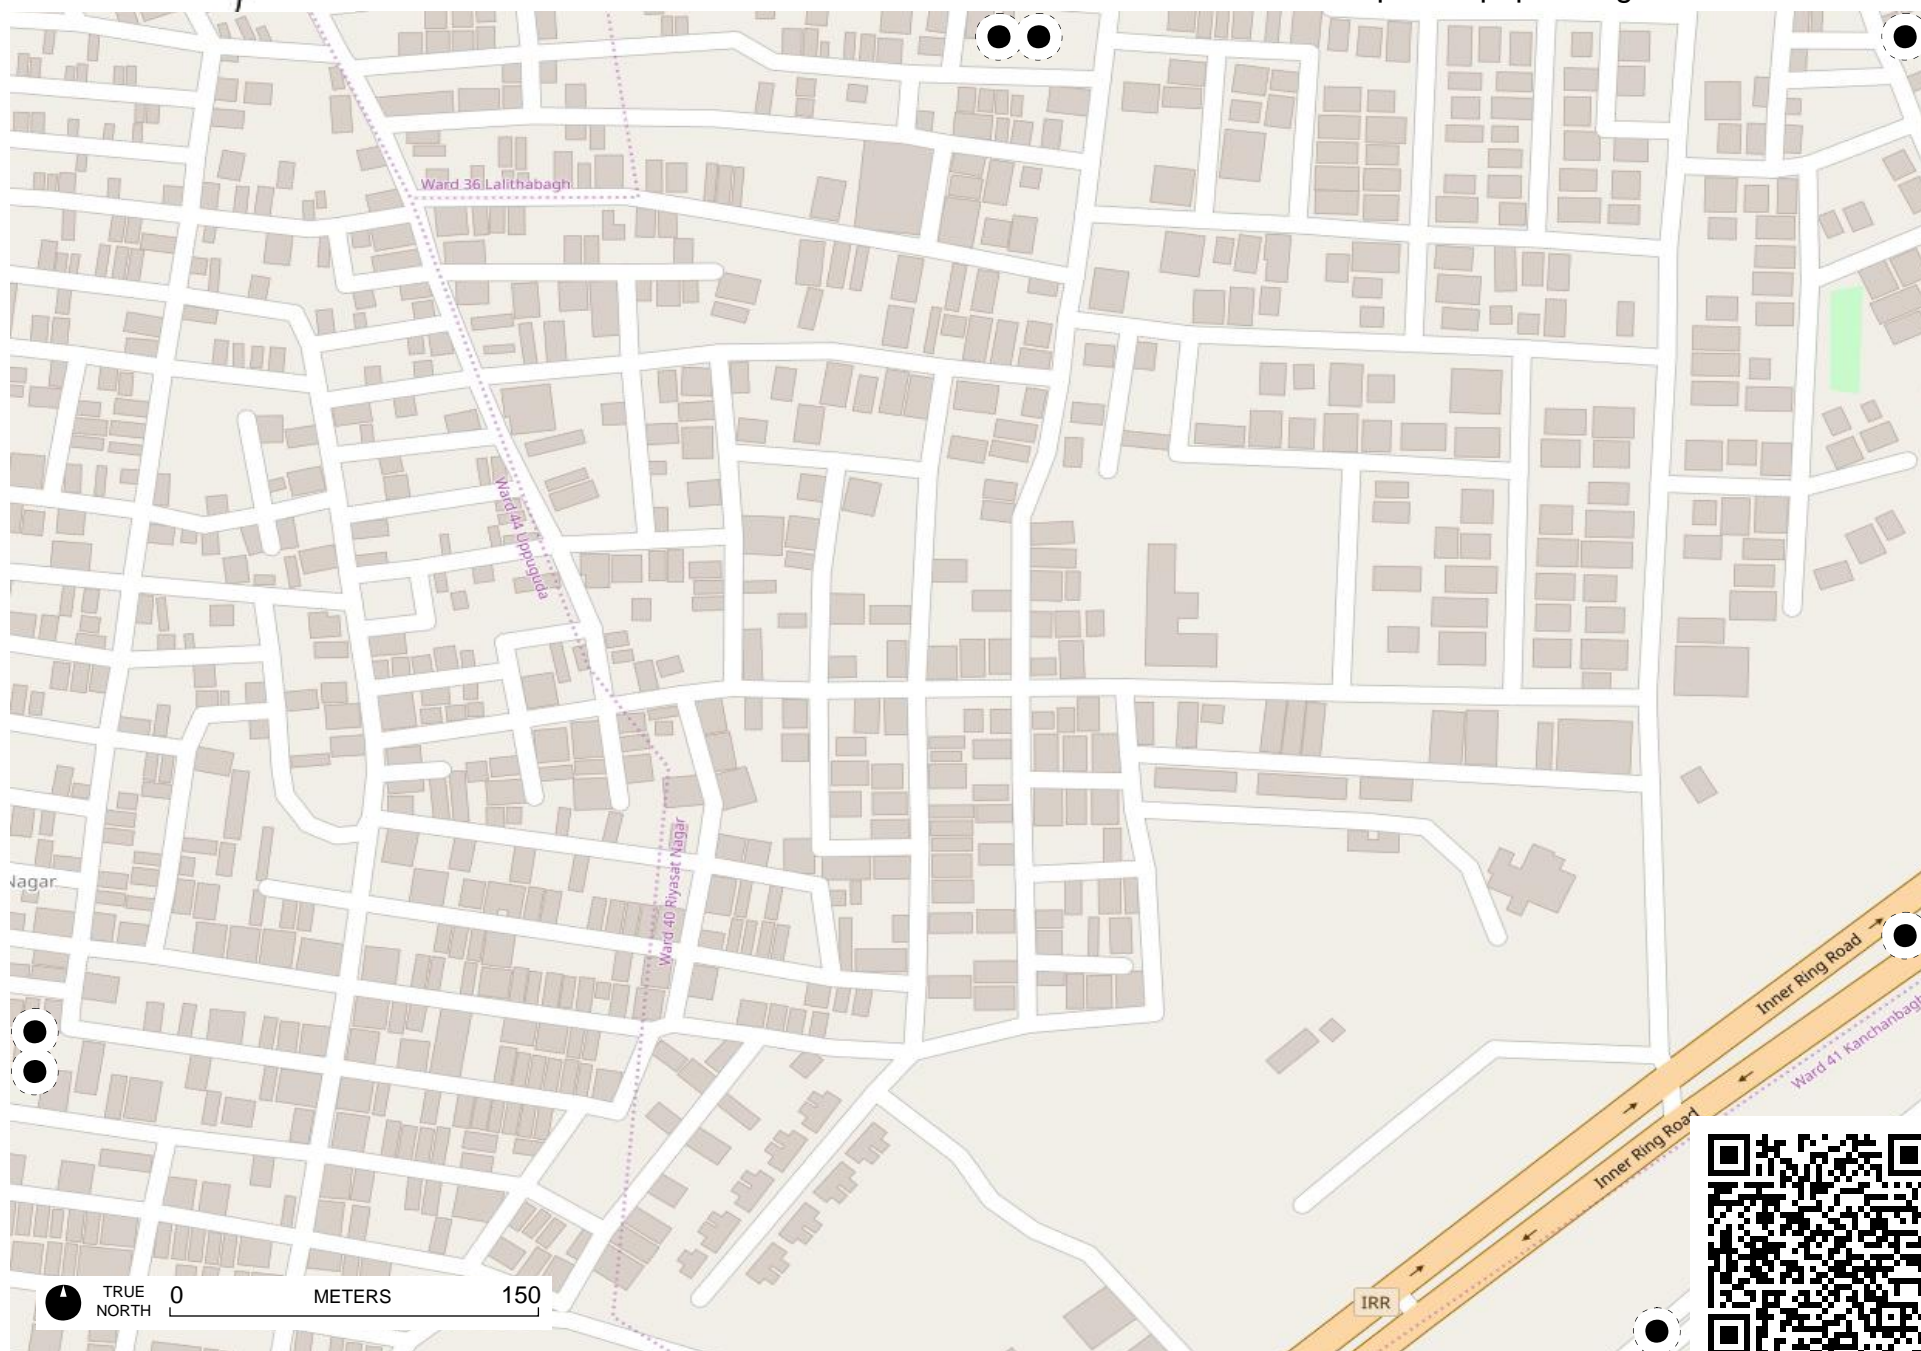 Ward 36 Lalithabagh
Ward 44 Uppuguda
Ward 40 Riyasat Nagar
Nagar
Inner Ring Road
Ward 41 Kanchanbagh
Inner Ring Road
IRR
TRUE NORTH
0 METERS 150